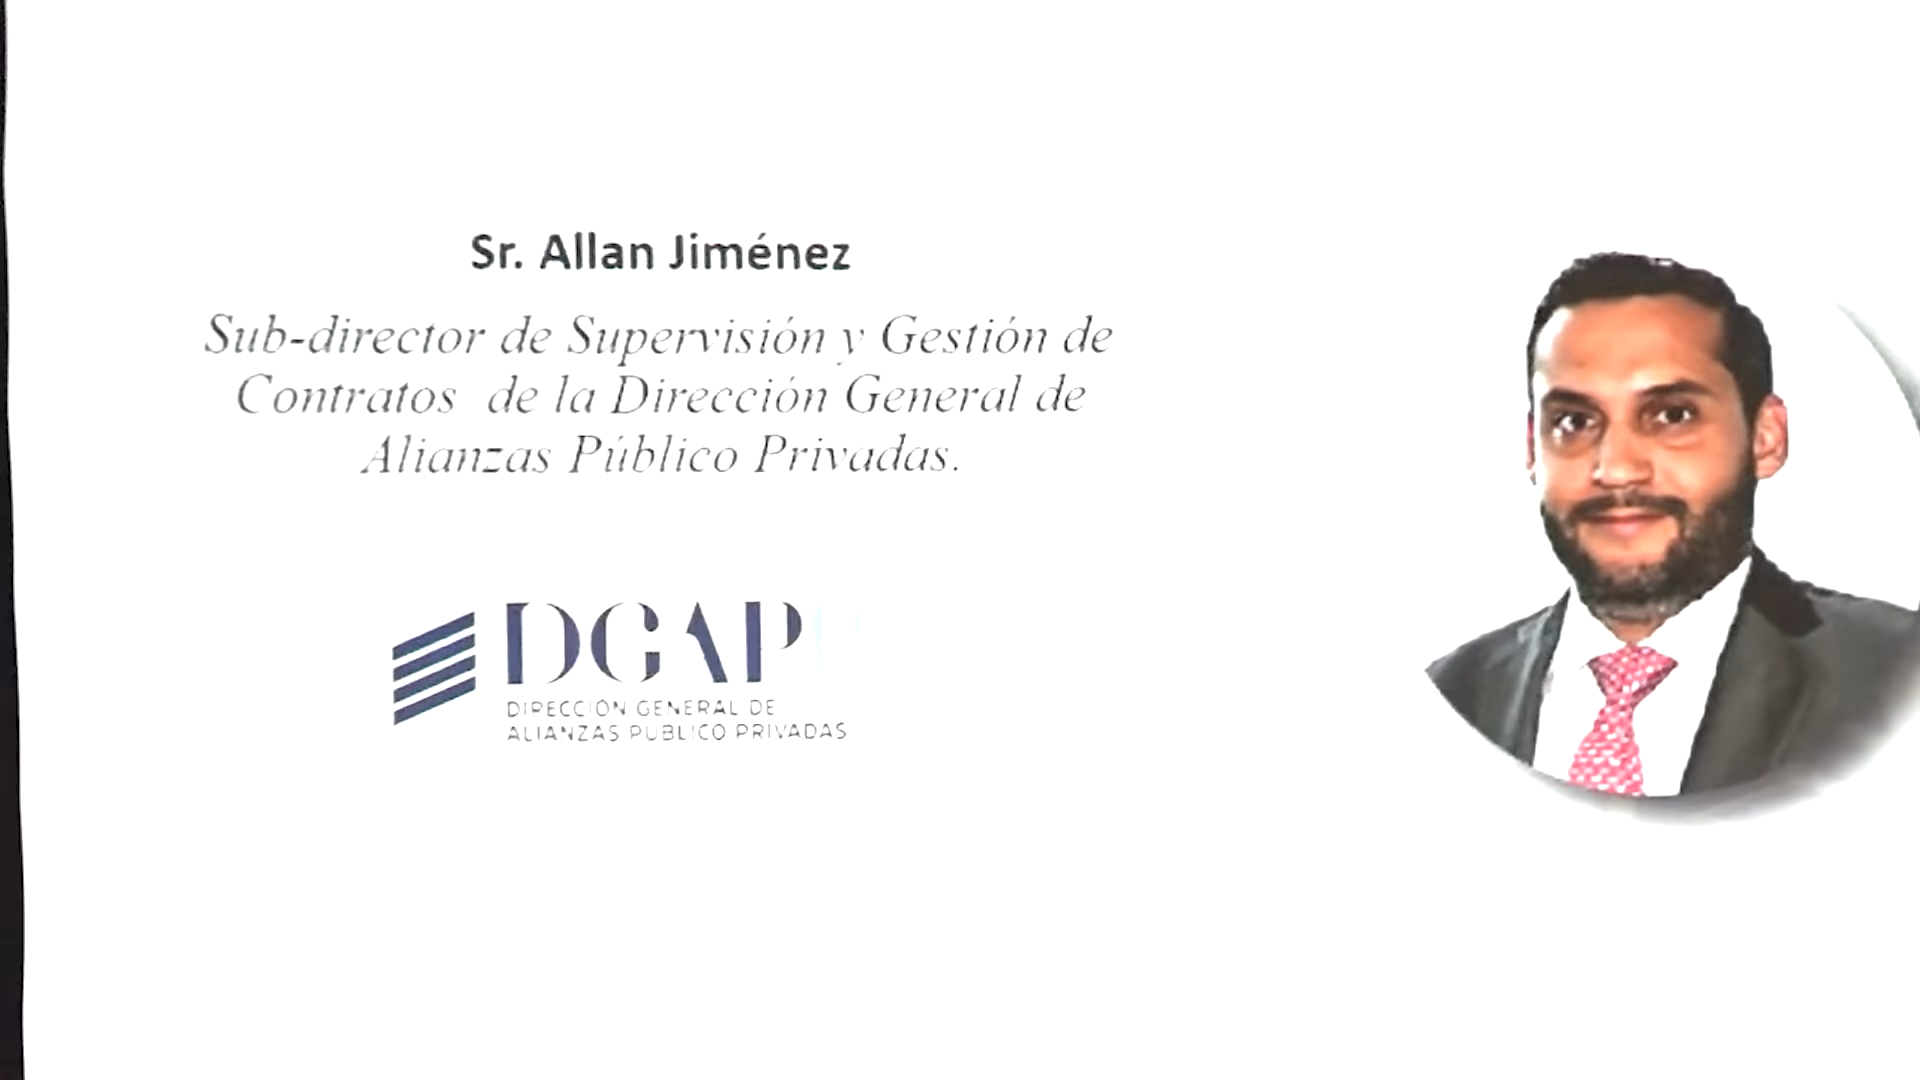 Sr. Allan Jiménez
Sub-director de Supervisión y Gestión de
Contratos de la Dirección General de
Alianzas Público Privadas.
DGAP
DIRECCIÓN GENERAL DE
ALIANZAS PÚBLICO PRIVADAS